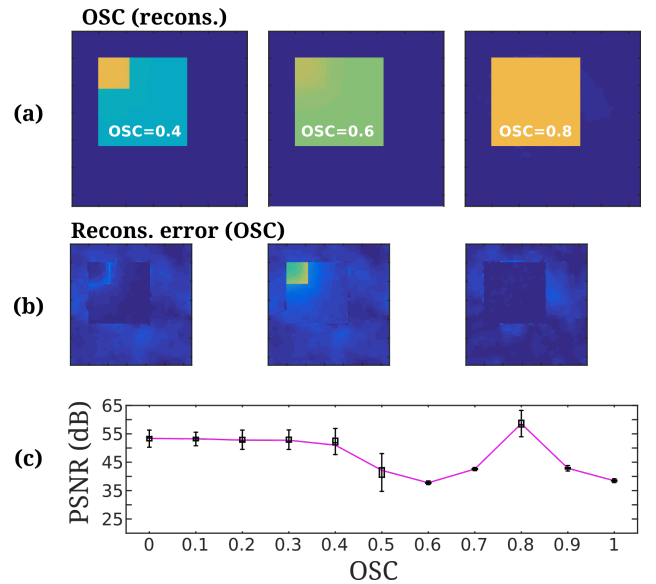 OSC (recons.)
(a)
OSC=0.4
OSC=0.6
OSC=0.8
Recons. error (OSC)
(b)
(c)
PSNR (dB)
65
55
45
35
25
0 0.1 0.2 0.3 0.4 0.5 0.6 0.7 0.8 0.9 1
OSC